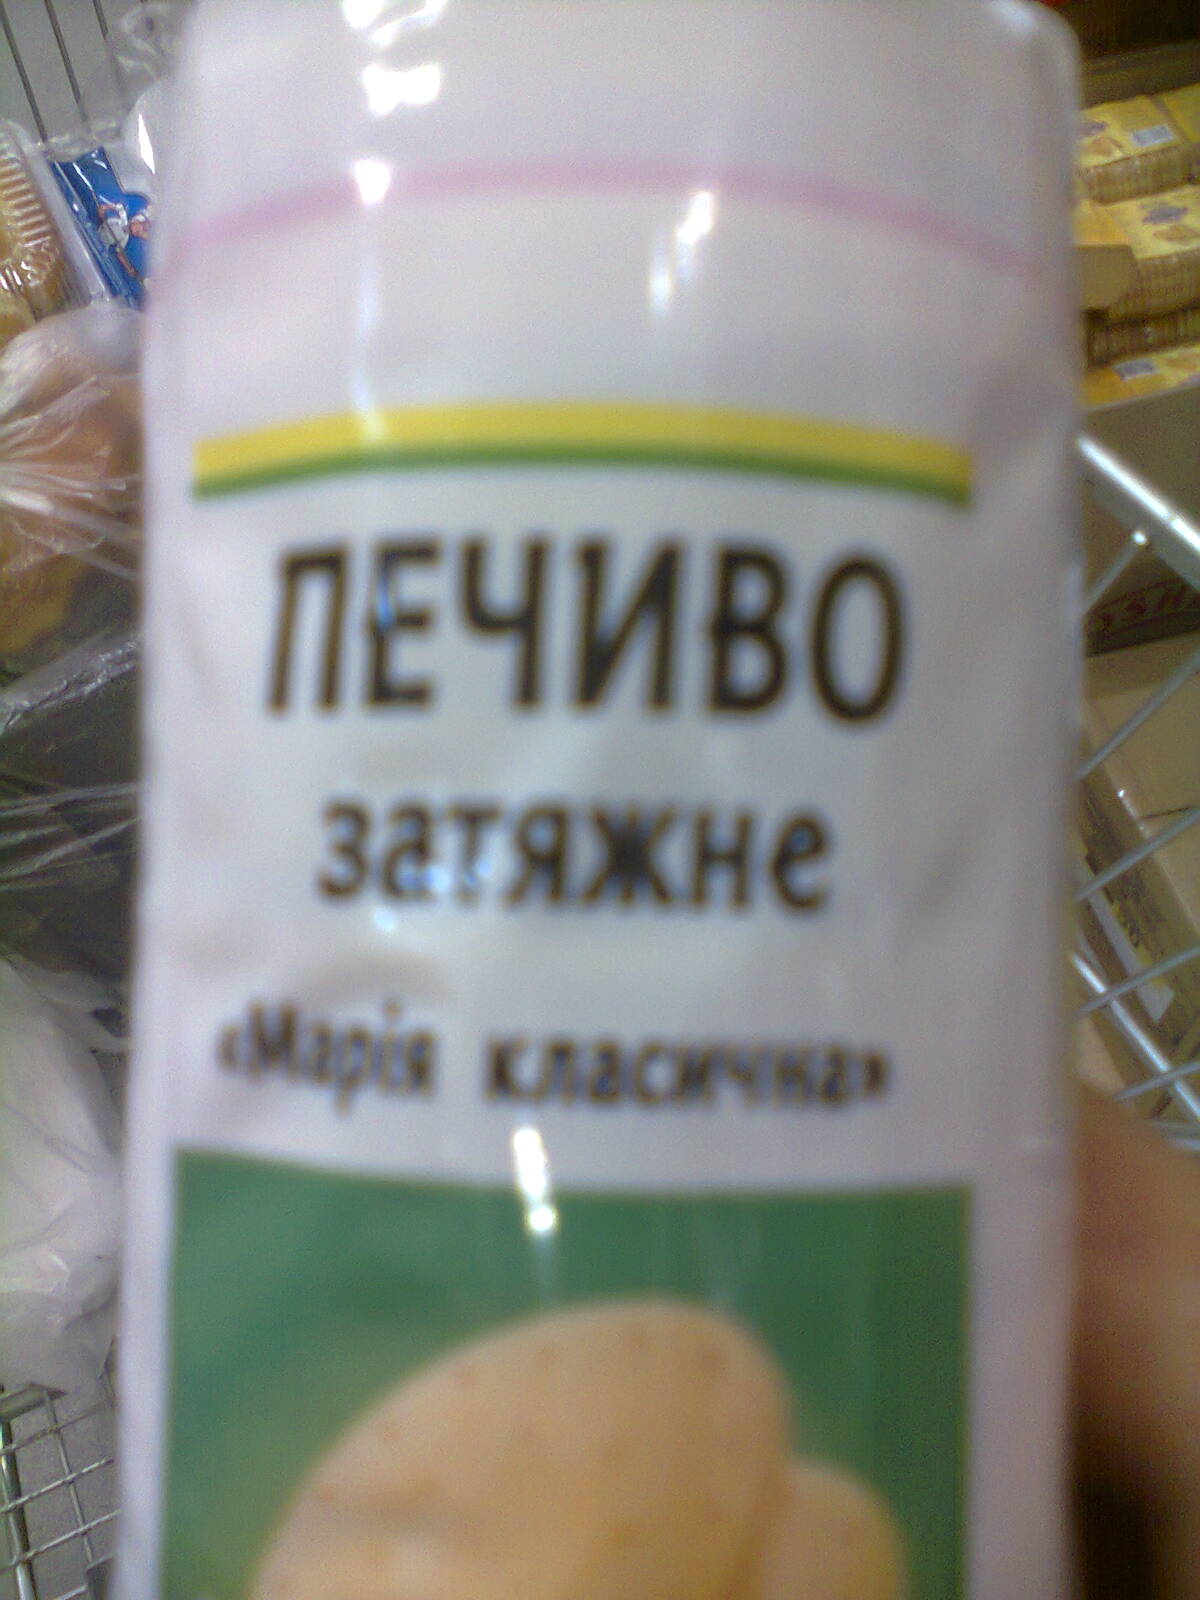 ПЕЧИВО
затяжне
«Марія класична»